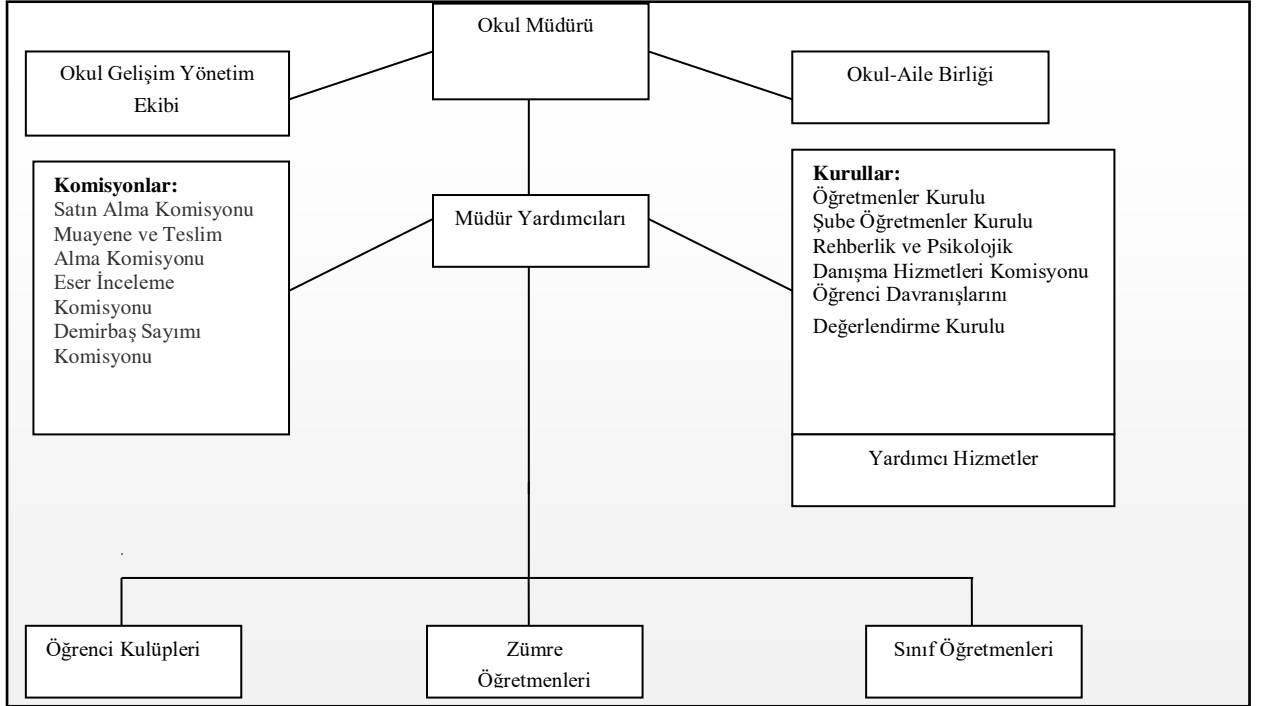 Okul Müdürü
Okul Gelişim Yönetim
Ekibi
Okul-Aile Birliği
Komisyonlar:
Satın Alma Komisyonu
Muayene ve Teslim
Alma Komisyonu
Eser İnceleme
Komisyonu
Demirbaş Sayımı
Komisyonu
Müdür Yardımcıları
Kurullar:
Öğretmenler Kurulu
Şube Öğretmenler Kurulu
Rehberlik ve Psikolojik
Danışma Hizmetleri Komisyonu
Öğrenci Davranışlarını
Değerlendirme Kurulu
Yardımcı Hizmetler
Öğrenci Kulüpleri
Zümre
Öğretmenleri
Sınıf Öğretmenleri